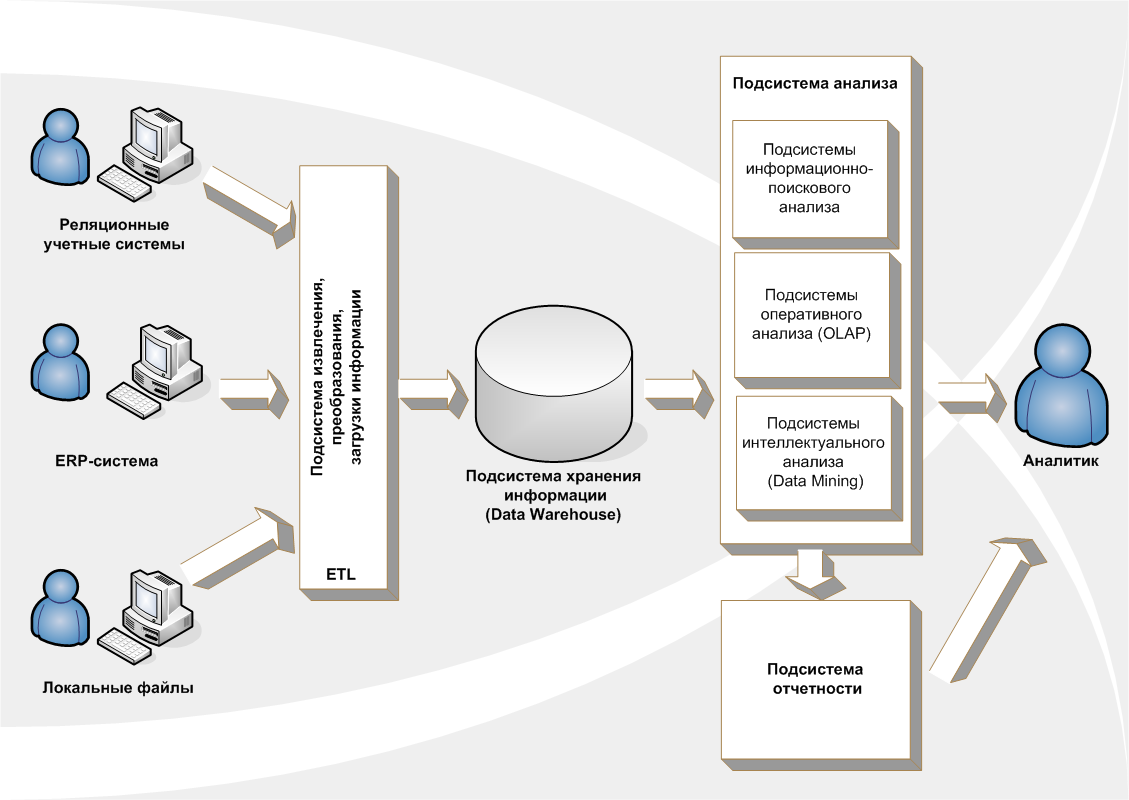 Реляционные
учетные системы
ERP-система
Локальные файлы
Подсистема извлечения,
преобразования,
загрузки информации
ETL
Подсистема хранения
информации
(Data Warehouse)
Подсистема анализа
Подсистемы
информационно-
поискового
анализа
Подсистемы
оперативного
анализа (OLAP)
Подсистемы
интеллектуального
анализа
(Data Mining)
Подсистема
отчетности
Аналитик